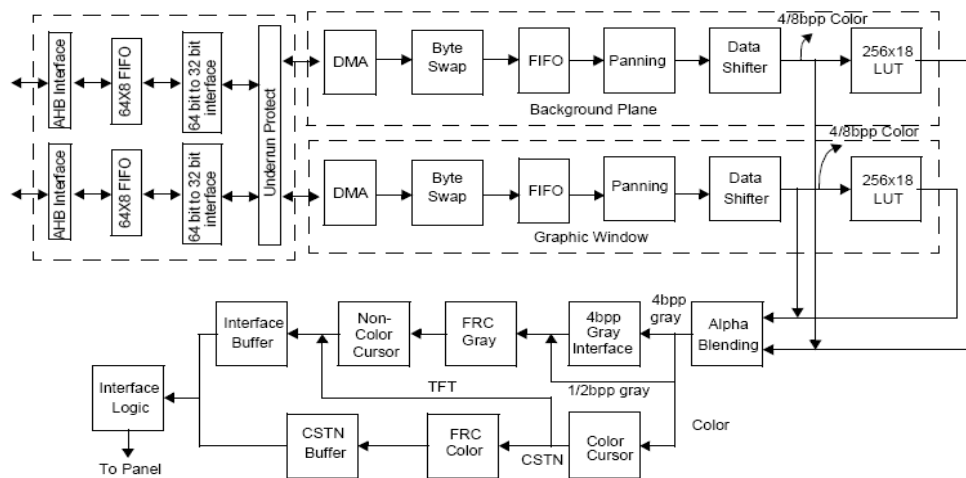 AHB Interface
64X8 FIFO
64 bit to 32 bit
interface
Underrun Protect
DMA
Byte
Swap
FIFO
Panning
Data
Shifter
4/8bpp Color
256x18
LUT
Background Plane
AHB Interface
64X8 FIFO
64 bit to 32 bit
interface
DMA
Byte
Swap
FIFO
Panning
Data
Shifter
4/8bpp Color
256x18
LUT
Graphic Window
Interface
Buffer
Non-
Color
Cursor
FRC
Gray
4bpp
Gray
Interface
4bpp
gray
Alpha
Blending
Interface
Logic
TFT
1/2bpp gray
Color
CSTN
Buffer
FRC
Color
CSTN
Color
Cursor
To Panel